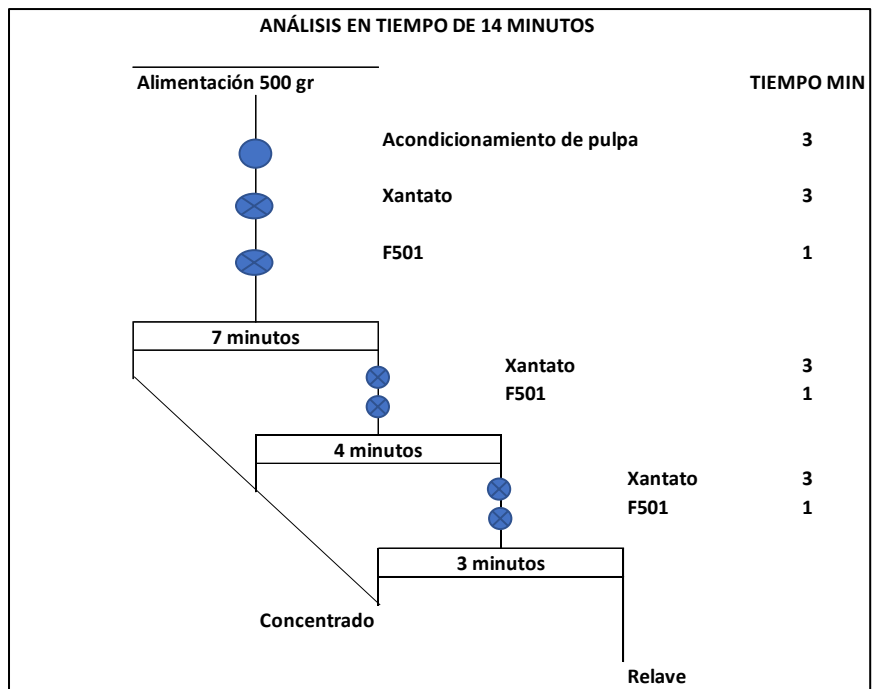 ANÁLISIS EN TIEMPO DE 14 MINUTOS
Alimentación 500 gr TIEMPO MIN
Acondicionamiento de pulpa 3
Xantato 3
F501 1
7 minutos
Xantato 3
F501 1
4 minutos
Xantato 3
F501 1
3 minutos
Concentrado
Relave